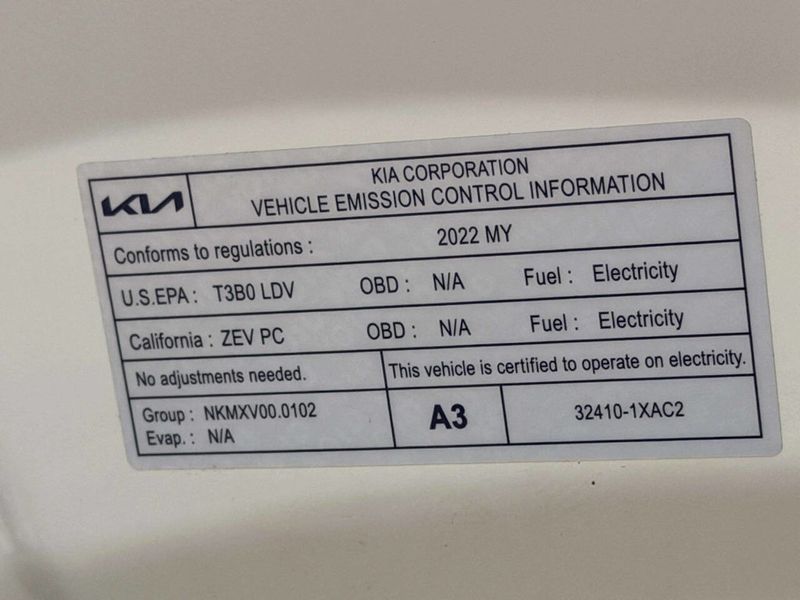 KIA
KIA CORPORATION
VEHICLE EMISSION CONTROL INFORMATION
Conforms to regulations : 2022 MY
U.S.EPA : T3B0 LDV OBD : N/A Fuel : Electricity
California : ZEV PC OBD : N/A Fuel : Electricity
No adjustments needed. This vehicle is certified to operate on electricity.
Group : NKMXV00.0102
Evap. : N/A
A3
32410-1XAC2